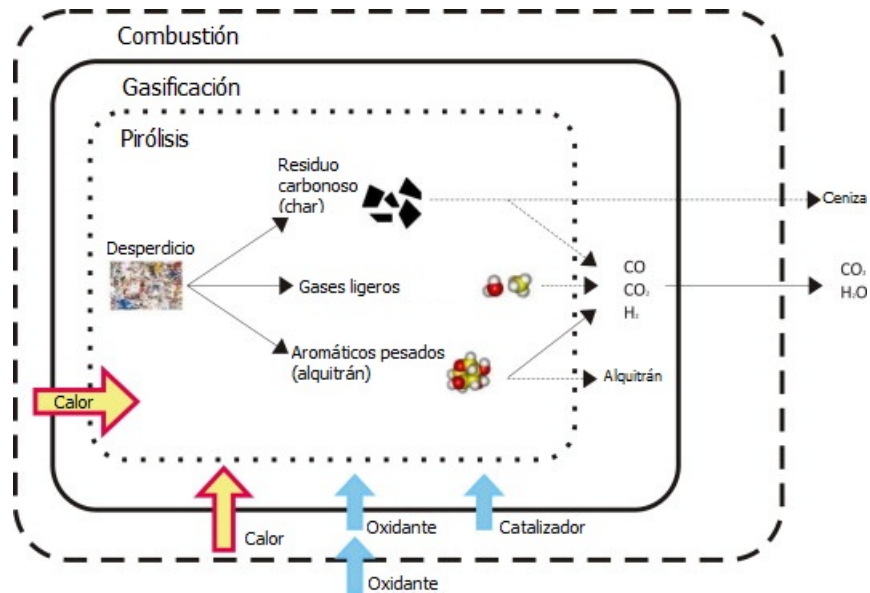 Combustión
Gasificación
Pirólisis
Residuo
carbonoso
(char)
Ceniza
Desperdicio
Gases ligeros
CO
CO₂
H₂
CO₂
H₂O
Aromáticos pesados
(alquitrán)
Alquitrán
Calor
Calor
Oxidante
Catalizador
Oxidante